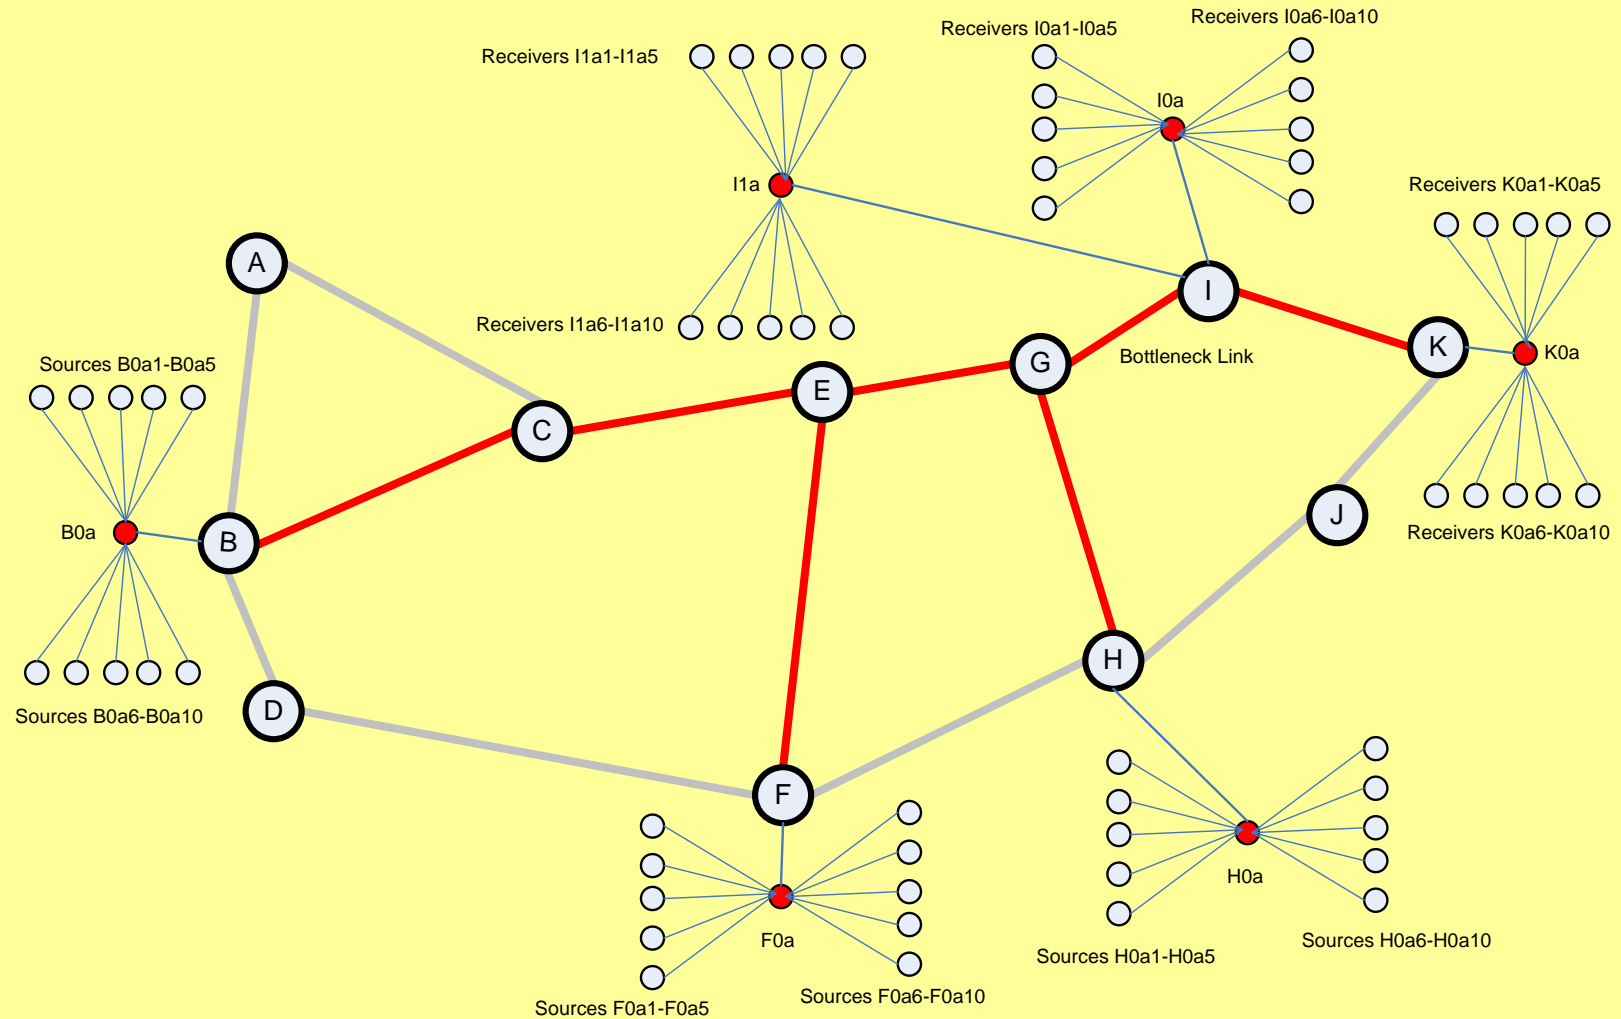 Receivers I0a6-I0a10
Receivers I0a1-I0a5
Receivers I1a1-I1a5
I0a
I1a
Receivers K0a1-K0a5
A
I
Receivers I1a6-I1a10
K
K0a
Bottleneck Link
G
Sources B0a1-B0a5
E
C
J
Receivers K0a6-K0a10
B0a
B
H
Sources B0a6-B0a10
D
F
H0a
F0a
Sources H0a6-H0a10
Sources H0a1-H0a5
Sources F0a6-F0a10
Sources F0a1-F0a5